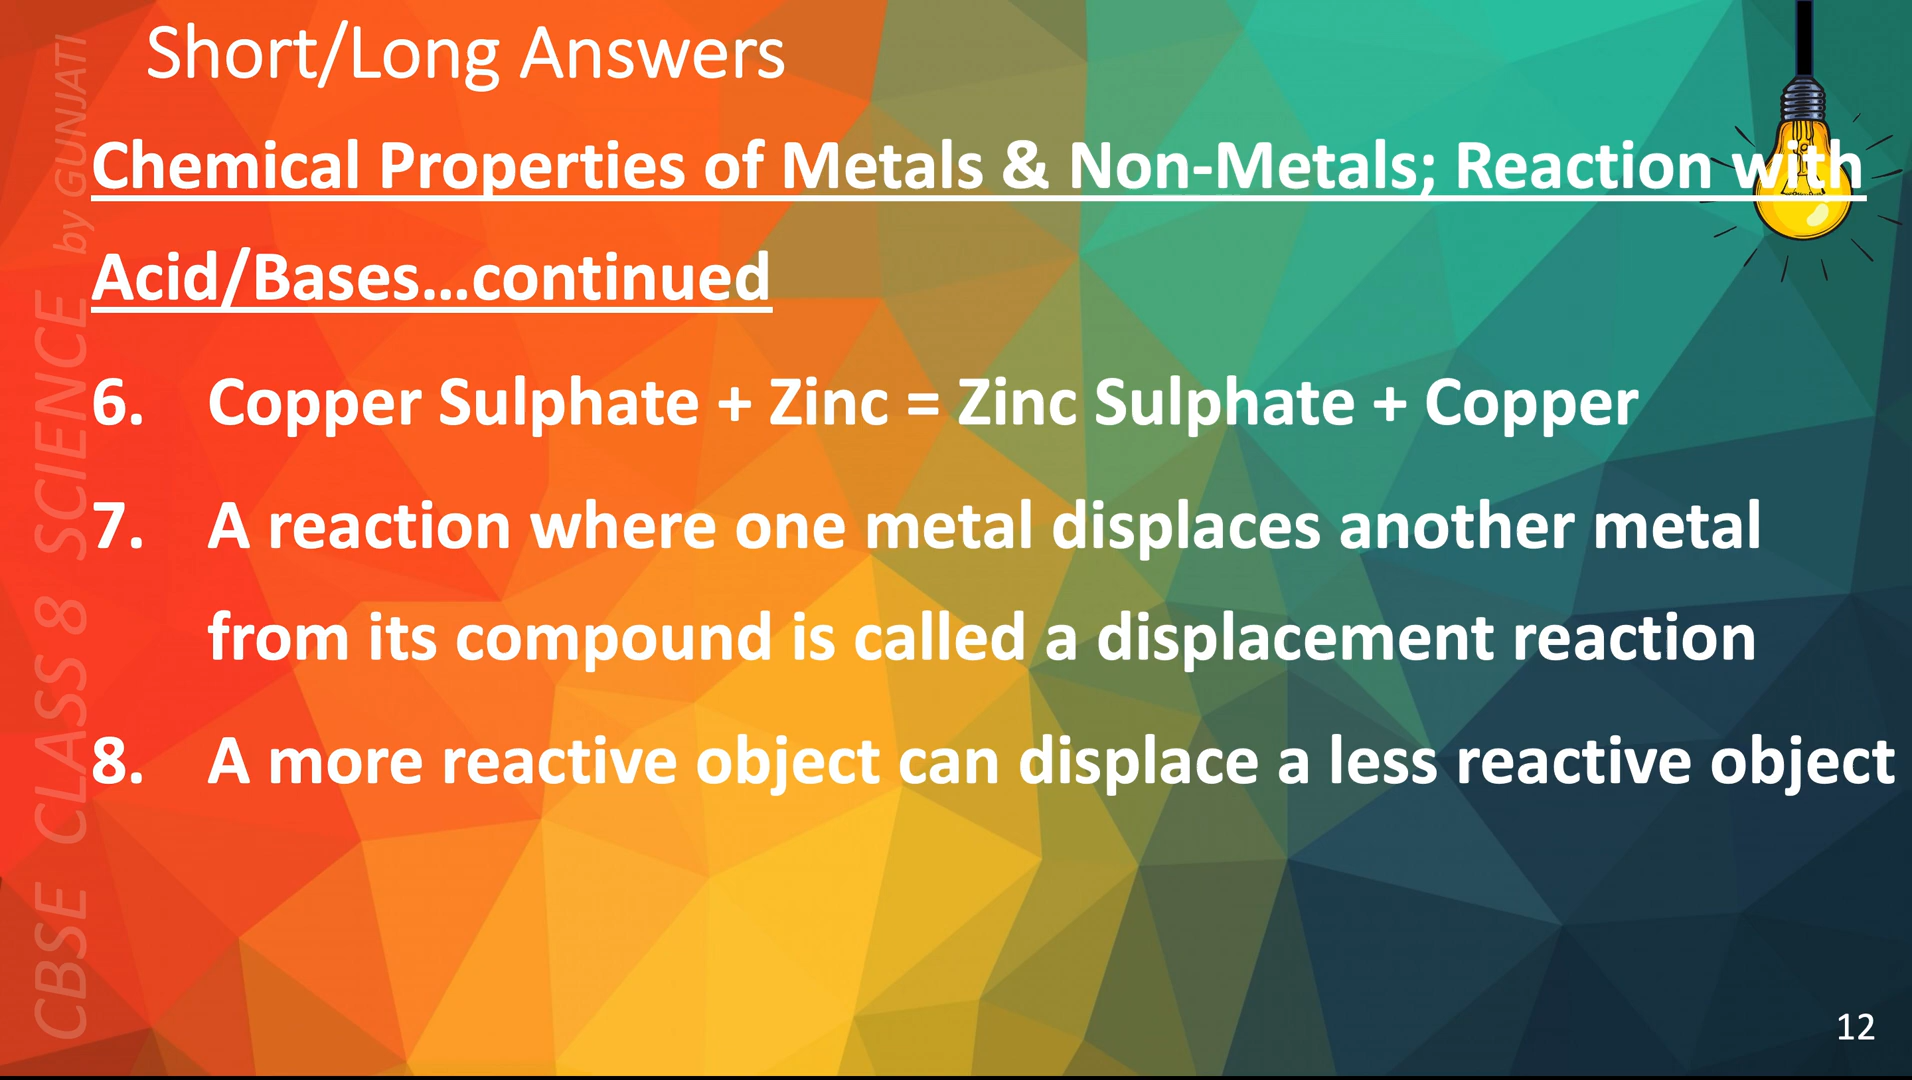 Short/Long Answers
Chemical Properties of Metals & Non-Metals; Reaction with
Acid/Bases...continued
6. Copper Sulphate + Zinc = Zinc Sulphate + Copper
7. A reaction where one metal displaces another metal
from its compound is called a displacement reaction
8. A more reactive object can displace a less reactive object
12
CBSE CLASS 8 SCIENCE by GUNJATI